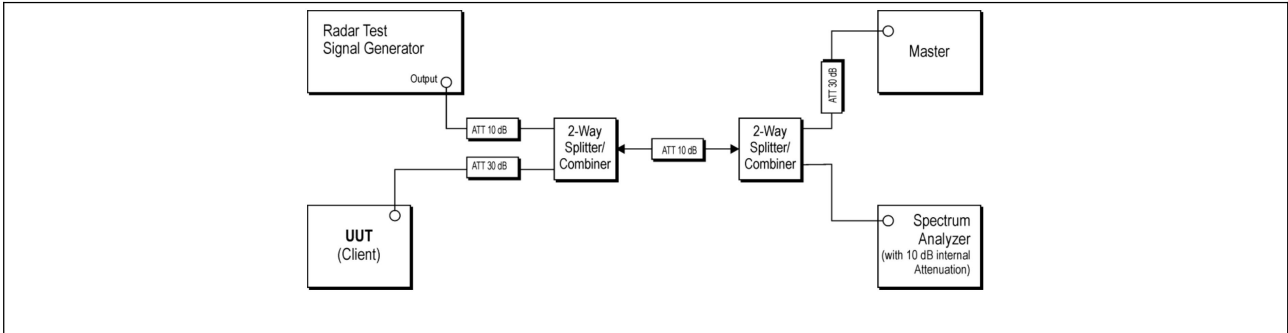 Radar Test
Signal Generator
Output
ATT 10 dB
ATT 30 dB
UUT
(Client)
2-Way
Splitter/
Combiner
ATT 10 dB
2-Way
Splitter/
Combiner
ATT 30 dB
Master
Spectrum
Analyzer
(with 10 dB internal
Attenuation)